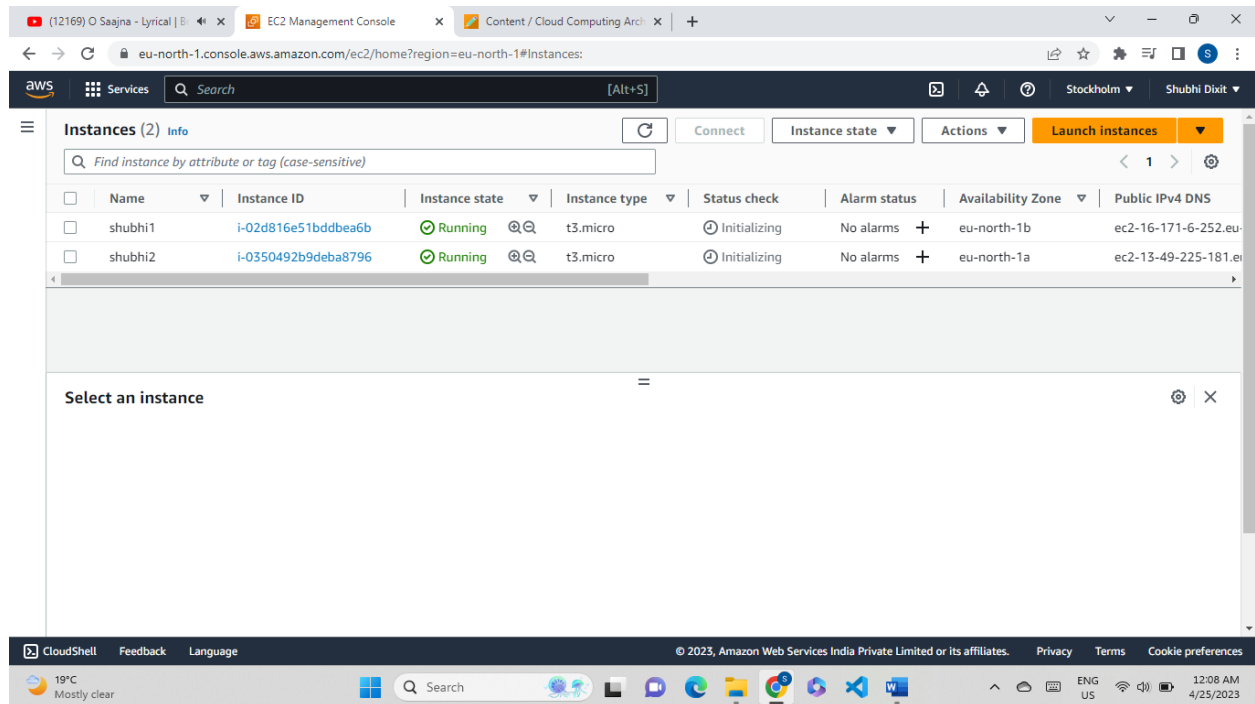 (12169) O Saajna - Lyrical | B
EC2 Management Console
Content / Cloud Computing Arch
eu-north-1.console.aws.amazon.com/ec2/home?region=eu-north-1#Instances:
S
aws
Services
Search
[Alt+S]
Stockholm
Shubhi Dixit
Instances (2) Info
Connect
Instance state
Actions
Launch instances
Find instance by attribute or tag (case-sensitive)
1
Name Instance ID Instance state Instance type Status check Alarm status Availability Zone Public IPv4 DNS
shubhi1 i-02d816e51bddbea6b Running t3.micro Initializing No alarms eu-north-1b ec2-16-171-6-252.eu-
shubhi2 i-0350492b9deba8796 Running t3.micro Initializing No alarms eu-north-1a ec2-13-49-225-181.eu
Select an instance
CloudShell Feedback Language © 2023, Amazon Web Services India Private Limited or its affiliates. Privacy Terms Cookie preferences
19°C
Mostly clear
Search
S
ENG
US
12:08 AM
4/25/2023